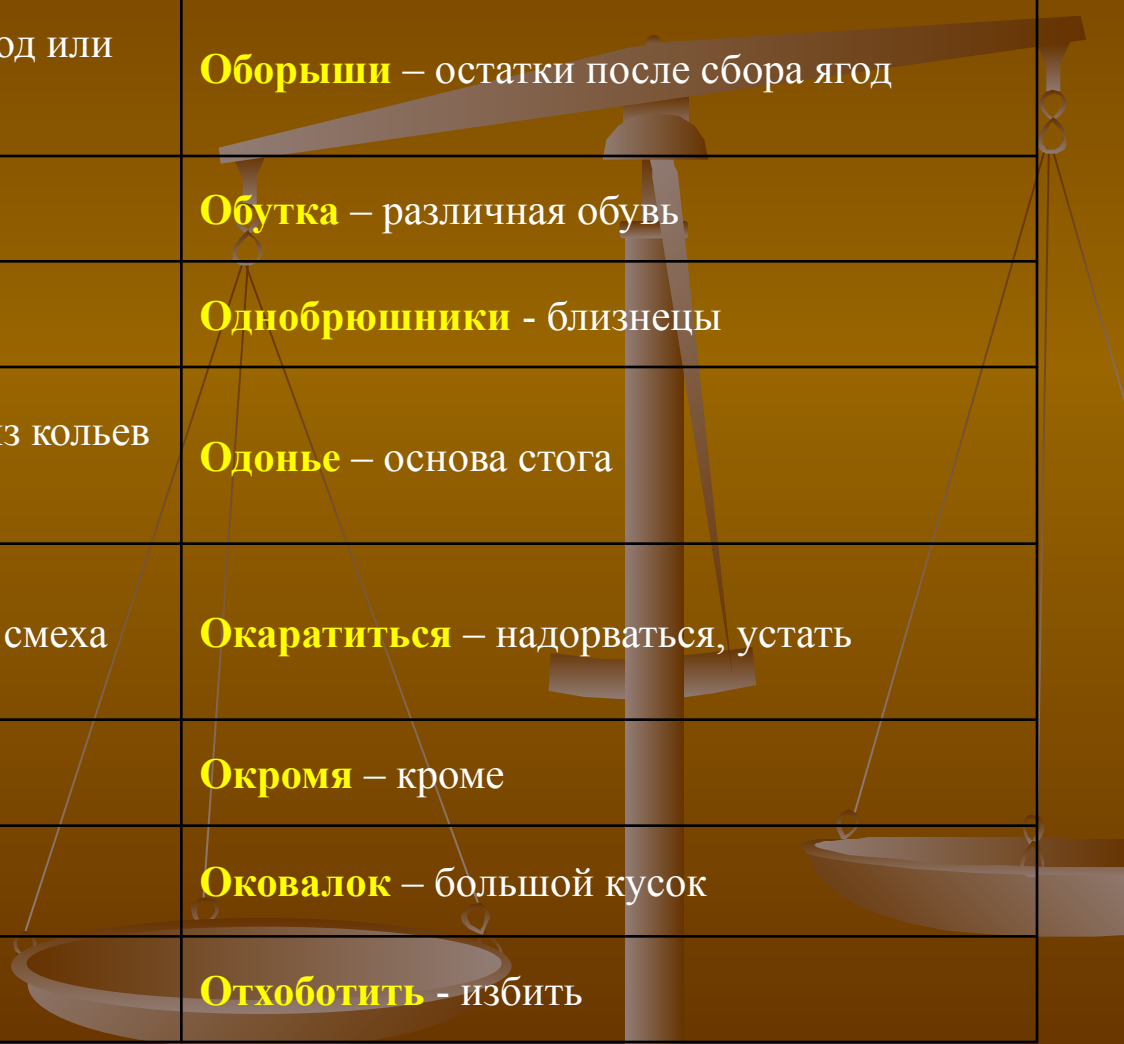 од или
Оборыши – остатки после сбора ягод
Обутка – различная обувь
Однобрюшники - близнецы
из кольев
Одонье – основа стога
смеха
Окаратиться – надорваться, устать
Окромя – кроме
Оковалок – большой кусок
Отхоботить - избить